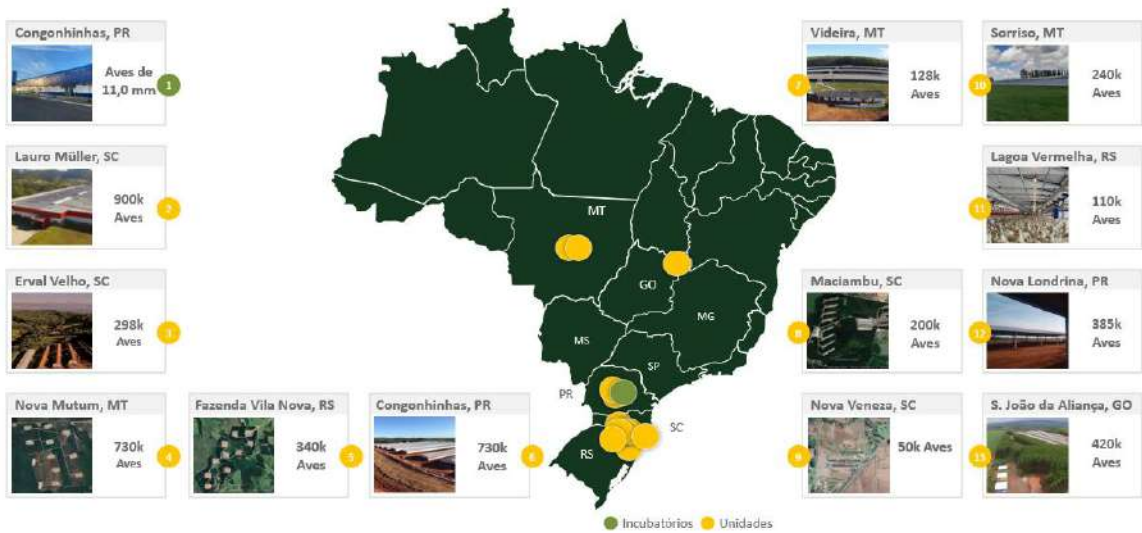 Congonhinhas, PR
Aves de
11,0 mm
1
Lauro Müller, SC
900k
Aves
2
Erval Velho, SC
298k
Aves
3
Nova Mutum, MT
730k
Aves
4
Fazenda Vila Nova, RS
340k
Aves
5
Congonhinhas, PR
730k
Aves
6
MT
GO
MG
MS
SP
PR
SC
RS
Videira, MT
128k
Aves
7
Maciambu, SC
200k
Aves
8
Nova Veneza, SC
50k Aves
9
Sorriso, MT
240k
Aves
10
Lagoa Vermelha, RS
110k
Aves
11
Nova Londrina, PR
385k
Aves
12
S. João da Aliança, GO
420k
Aves
13
Incubatórios
Unidades